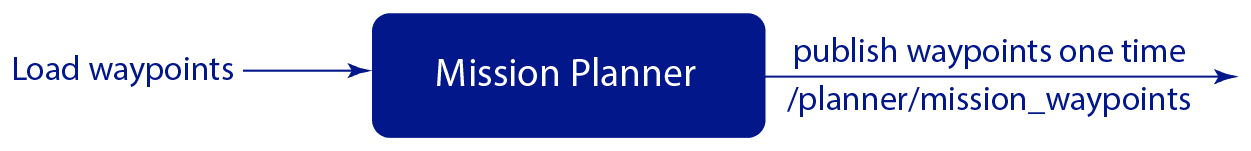 Load waypoints
Mission Planner
publish waypoints one time
/planner/mission_waypoints